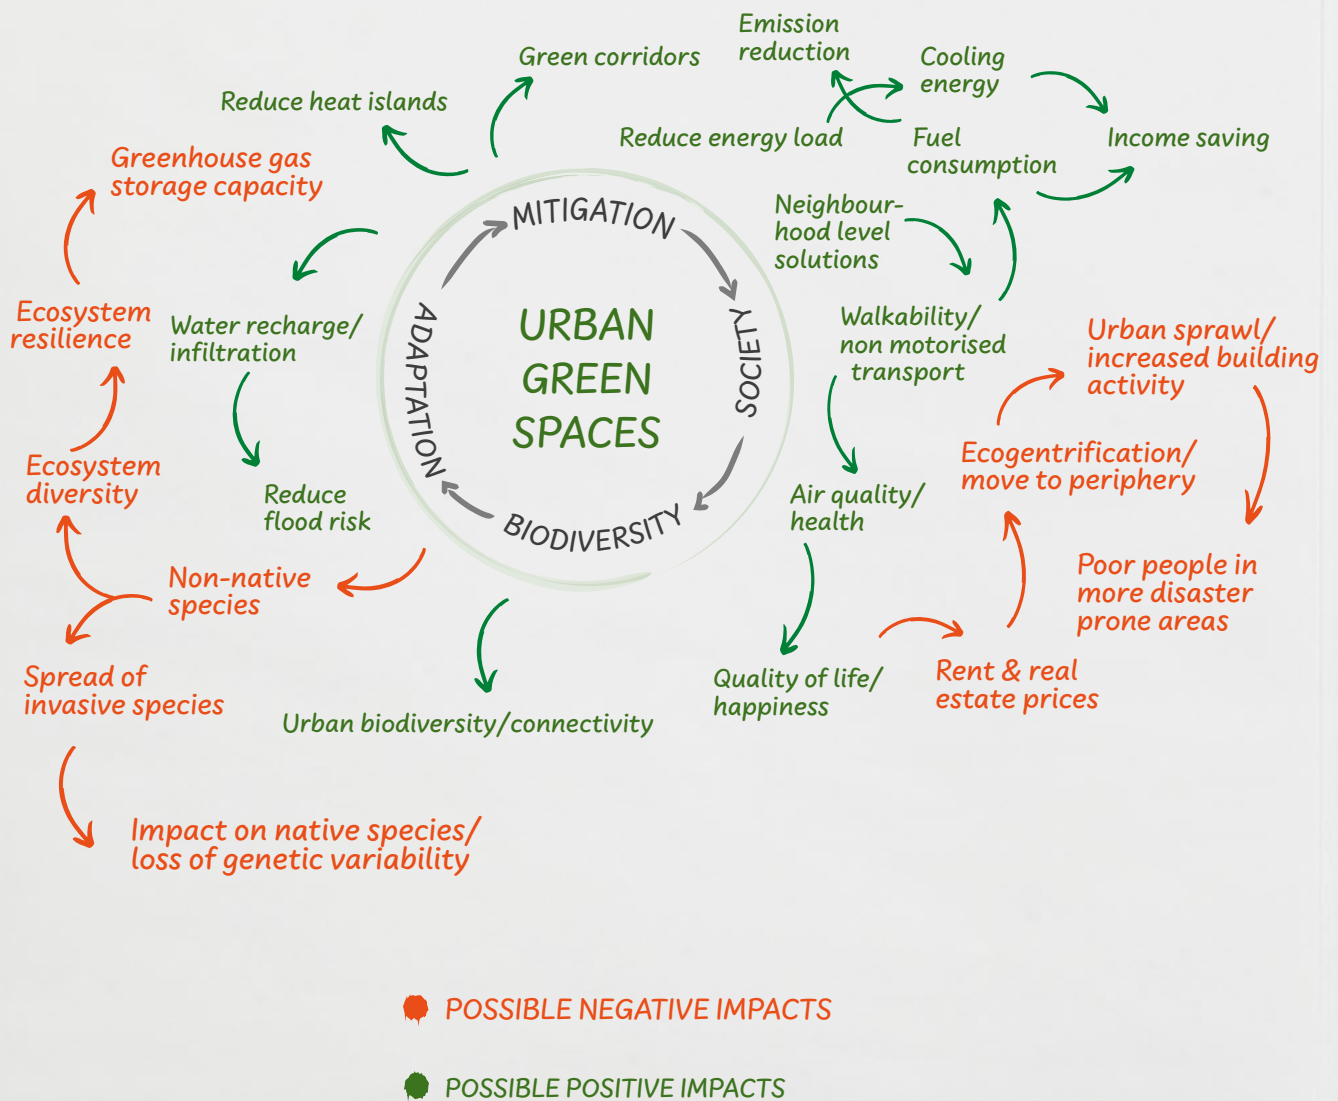 Emission
reduction
Green corridors
Cooling
energy
Reduce heat islands
Reduce energy load
Fuel
consumption
Income saving
Greenhouse gas
storage capacity
MITIGATION
Neighbour-
hood level
solutions
Ecosystem
resilience
Water recharge/
infiltration
ADAPTATION
URBAN
GREEN
SPACES
SOCIETY
Walkability/
non motorised
transport
Urban sprawl/
increased building
activity
Ecosystem
diversity
Reduce
flood risk
BIODIVERSITY
Air quality/
health
Ecogentrification/
move to periphery
Non-native
species
Poor people in
more disaster
prone areas
Spread of
invasive species
Urban biodiversity/connectivity
Quality of life/
happiness
Rent & real
estate prices
Impact on native species/
loss of genetic variability
POSSIBLE NEGATIVE IMPACTS
POSSIBLE POSITIVE IMPACTS